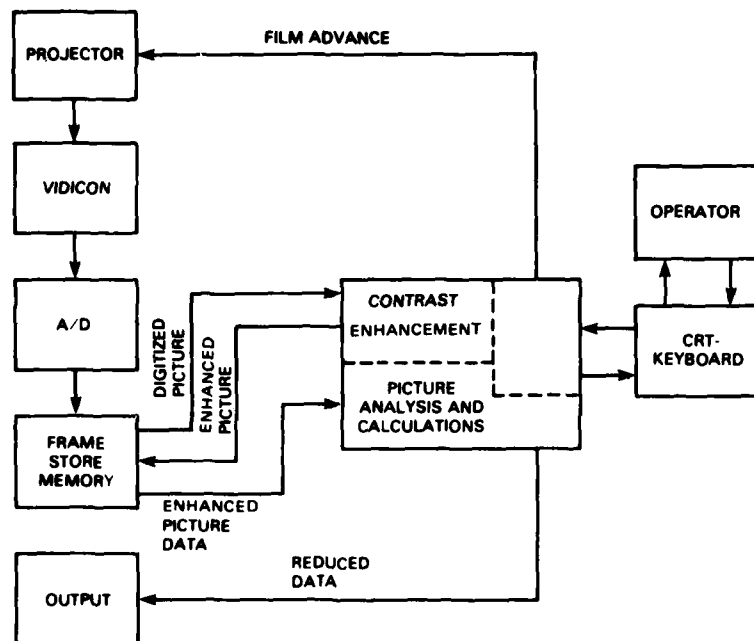 FILM ADVANCE
PROJECTOR
VIDICON
OPERATOR
A/D
DIGITIZED
PICTURE
ENHANCED
PICTURE
CONTRAST
ENHANCEMENT
CRT-
KEYBOARD
PICTURE
ANALYSIS AND
CALCULATIONS
FRAME
STORE
MEMORY
ENHANCED
PICTURE
DATA
REDUCED
DATA
OUTPUT